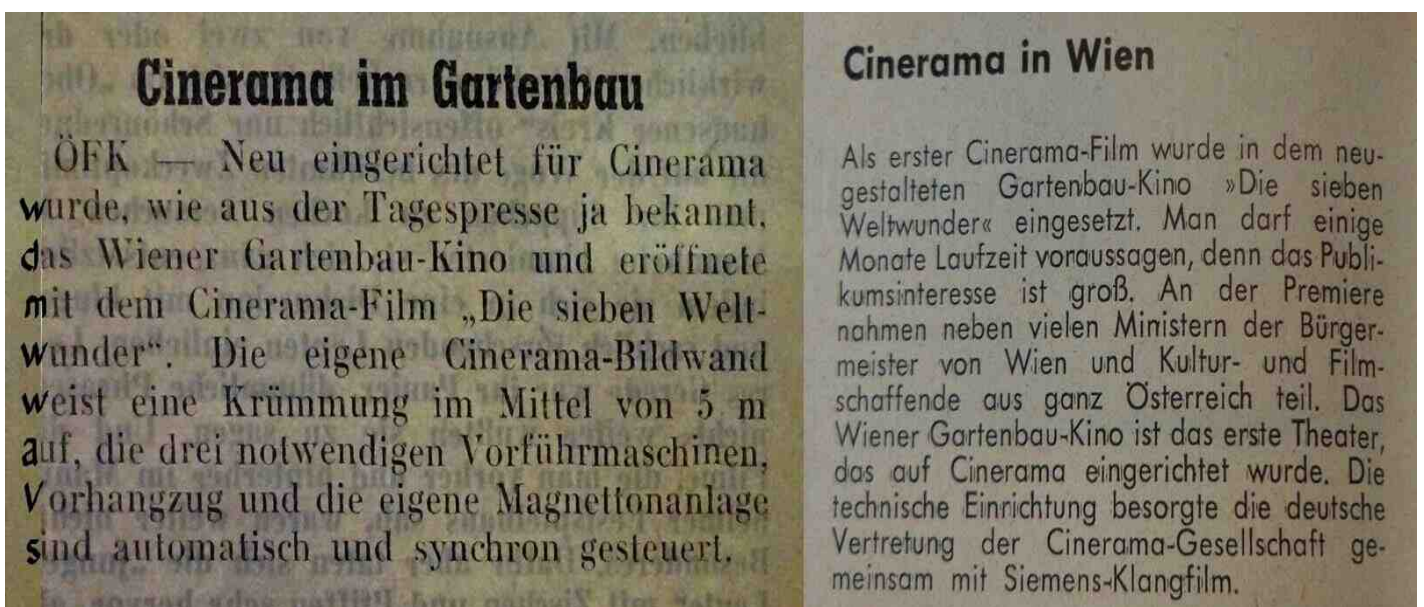 Cinerama im Gartenbau
ÖFK — Neu eingerichtet für Cinerama
wurde, wie aus der Tagespresse ja bekannt,
das Wiener Gartenbau-Kino und eröffnete
mit dem Cinerama-Film „Die sieben Welt-
wunder“. Die eigene Cinerama-Bildwand
weist eine Krümmung im Mittel von 5 m
auf, die drei notwendigen Vorführmaschinen,
Vorhangzug und die eigene Magnettonanlage
sind automatisch und synchron gesteuert.
Cinerama in Wien
Als erster Cinerama-Film wurde in dem neu-
gestalteten Gartenbau-Kino »Die sieben
Weltwunder« eingesetzt. Man darf einige
Monate Laufzeit voraussagen, denn das Publi-
kumsinteresse ist groß. An der Premiere
nahmen neben vielen Ministern der Bürger-
meister von Wien und Kultur- und Film-
schaffende aus ganz Österreich teil. Das
Wiener Gartenbau-Kino ist das erste Theater,
das auf Cinerama eingerichtet wurde. Die
technische Einrichtung besorgte die deutsche
Vertretung der Cinerama-Gesellschaft ge-
meinsam mit Siemens-Klangfilm.